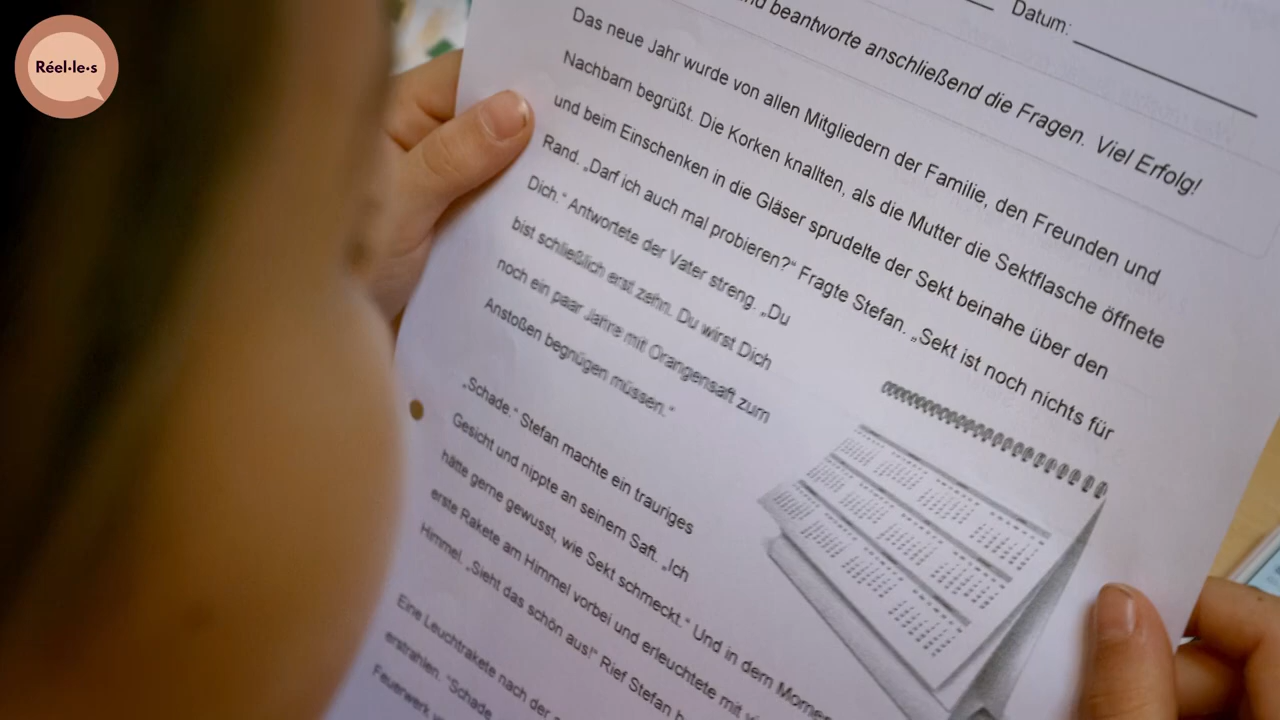 Réel·le·s
Datum:
beantworte anschließend die Fragen. Viel Erfolg!
Das neue Jahr wurde von allen Mitgliedern der Familie, den Freunden und
Nachbarn begrüßt. Die Korken knallten, als die Mutter die Sektflasche öffnete
und beim Einschenken in die Gläser sprudelte der Sekt beinahe über den
Rand. „Darf ich auch mal probieren?“ Fragte Stefan. „Sekt ist noch nichts für
Dich.“ Antwortete der Vater streng. „Du
bist schließlich erst zehn. Du wirst Dich
noch ein paar Jahre mit Orangensaft zum
Anstoßen begnügen müssen.“
„Schade.“ Stefan machte ein trauriges
Gesicht und nippte an seinem Saft. „Ich
hätte gerne gewusst, wie Sekt schmeckt.“ Und in dem
erste Rakete am Himmel vorbei und erleuchtete mit
Himmel. „Sieht das schön aus!“ Rief Stefan
Eine Leuchtrakete nach der
erstrahlen. “Schade
Feuerwerk